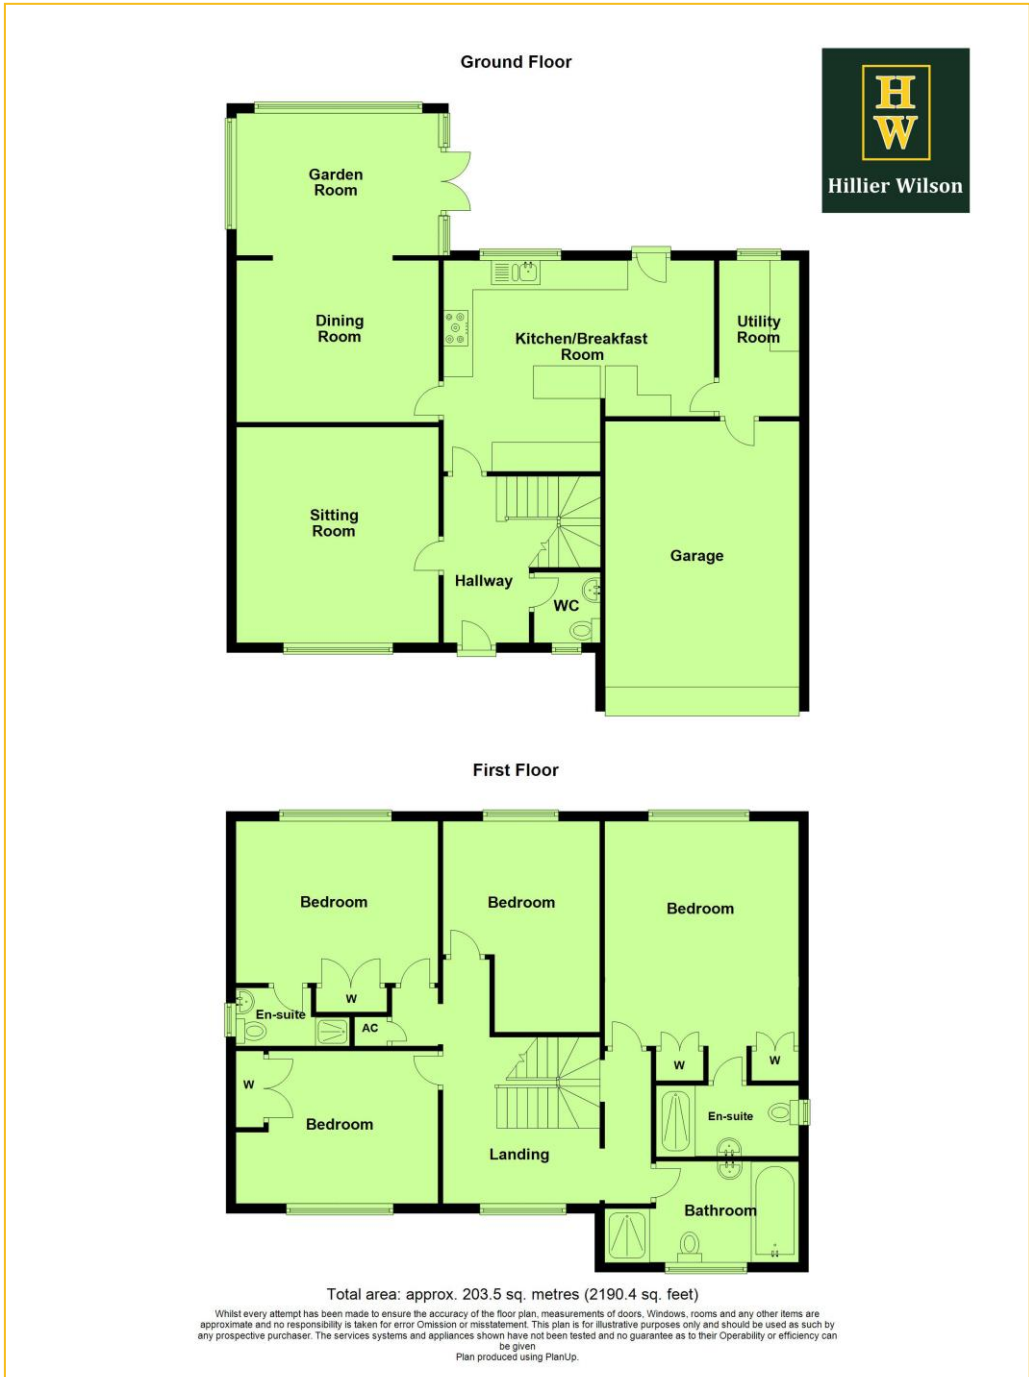 Ground Floor
H
W
Hillier Wilson
Garden
Room
Dining
Room
Kitchen/Breakfast
Room
Utility
Room
Sitting
Room
Hallway
WC
Garage
First Floor
Bedroom
Bedroom
Bedroom
W
En-suite
AC
W
Bedroom
Landing
W
W
En-suite
Bathroom
Total area: approx. 203.5 sq. metres (2190.4 sq. feet)
Whilst every attempt has been made to ensure the accuracy of the floor plan, measurements of doors, Windows, rooms and any other items are
approximate and no responsibility is taken for error Omission or misstatement. This plan is for illustrative purposes only and should be used as such by
any prospective purchaser. The services systems and appliances shown have not been tested and no guarantee as to their Operability or efficiency can
be given
Plan produced using PlanUp.